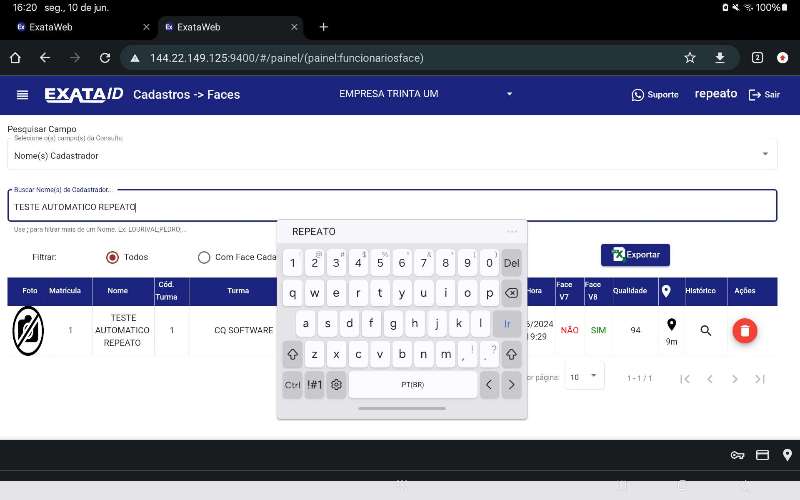 16:20 seg., 10 de jun. 100%
ExataWeb × ExataWeb × +
144.22.149.125:9400/#/painel/(painel:funcionariosface) 2
EXATA ID Cadastros -> Faces EMPRESA TRINTA UM Suporte repeato Sair
Pesquisar Campo
Selecione o(s) campo(s) da Consulta
Nome(s) Cadastrador
Buscar Nome(s) de Cadastrador...
TESTE AUTOMATICO REPEATO
Use ; para filtrar mais de um Nome. Ex: LOURIVAL;PEDRO;...
REPEATO ...
Filtrar: Todos Com Face Cada Exportar
1 2 3 4 5 6 7 8 9 0 Del
Foto Matrícula Nome Cód. Turma Turma Hora Face V7 Face V8 Qualidade Histórico Ações
q w e r t y u i o p
1 TESTE AUTOMATICO REPEATO 1 CQ SOFTWARE /2024 9:29 NÃO SIM 94 9m
a s d f g h j k l Ir
z x c v b n m , ! . ?
or página: 10 1 - 1 / 1
Ctrl !#1 PT(BR) < >